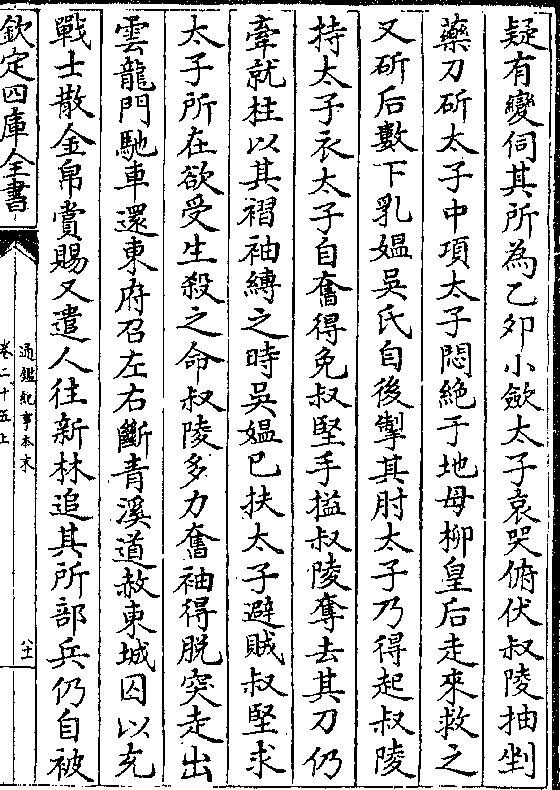 疑有變伺其所為乙夘小斂太子哀哭俯伏叔陵抽剉
藥刀斫太子中項太子悶絶于地母柳皇后走來救之
又斫后數下乳媪吳氏自後掣其肘太子乃得起叔陵
持太子衣太子自奮得免叔堅手搤叔陵奪去其刀仍
牽就柱以其褶袖縛之時吳媪已扶太子避賊叔堅求
太子所在欲受生殺之命叔陵多力奮袖得脱突走出
雲龍門馳車還東府召左右斷青溪道赦東城囚以充
戰士散金帛賞賜又遣人往新林追其所部兵仍自被
欽定四庫全書
通鑑紀事本末
卷二十五上